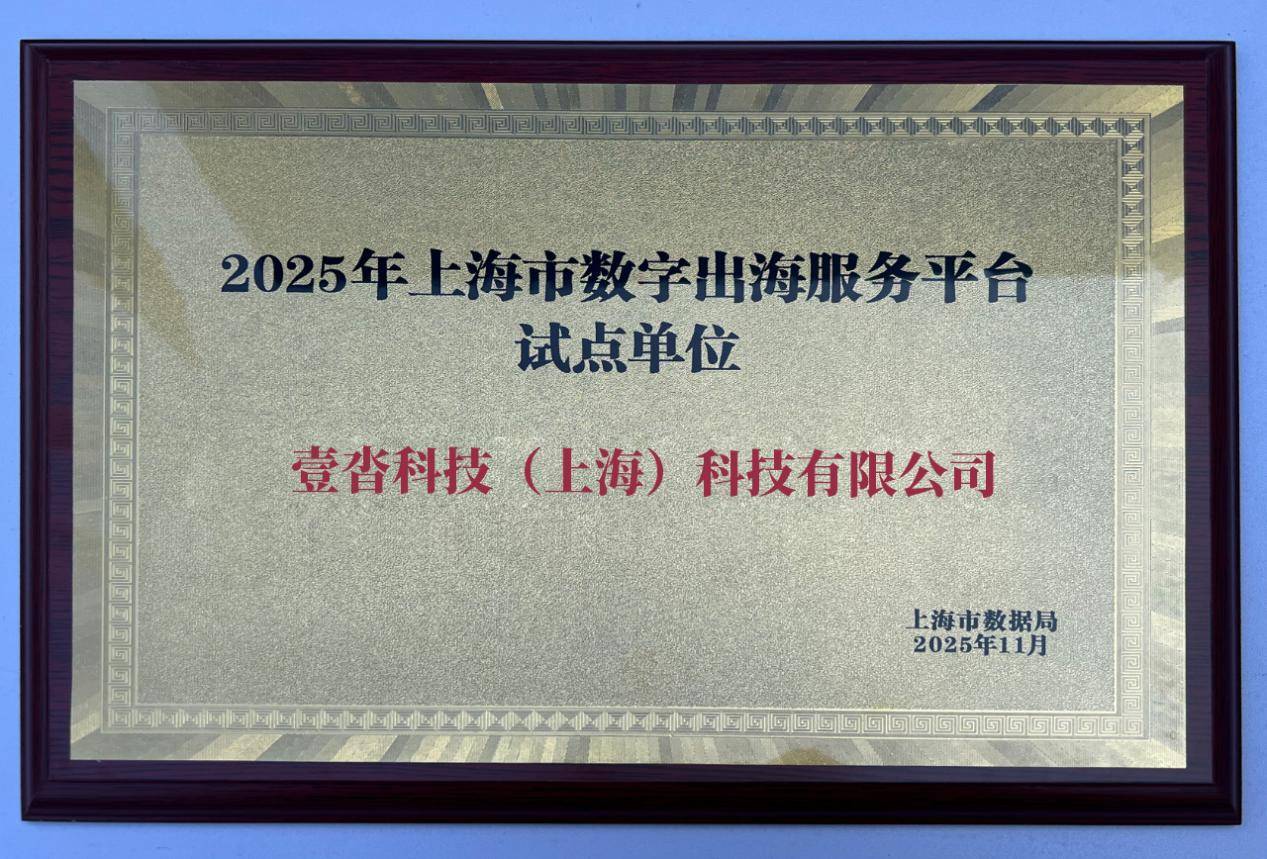 2025年上海市数字出海服务平台
试点单位
壹沓科技（上海）科技有限公司
上海市数据局
2025年11月